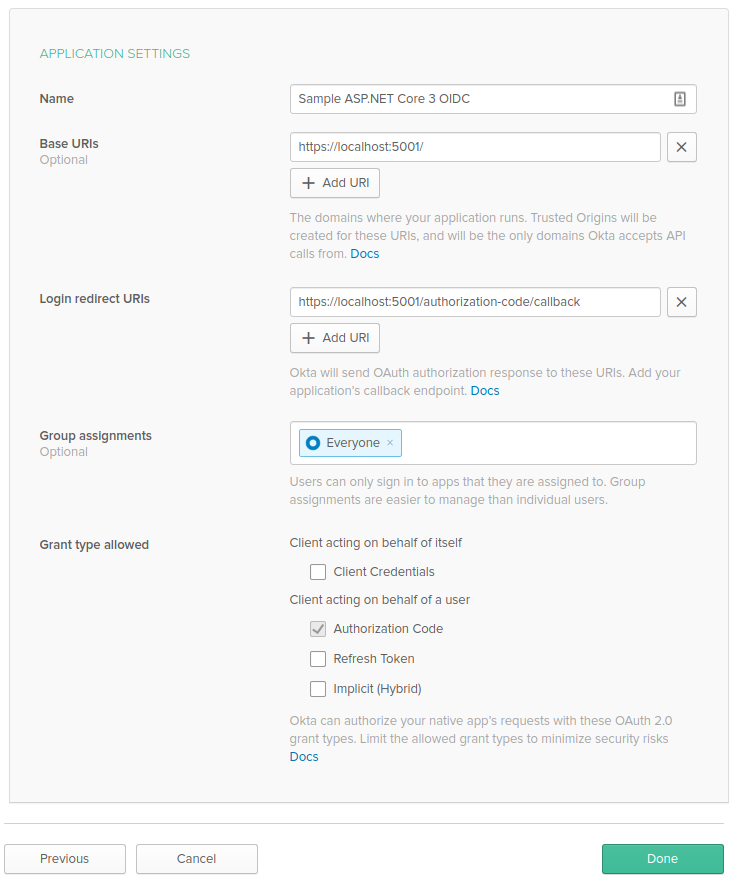 APPLICATION SETTINGS
Name
Sample ASP.NET Core 3 OIDC
Base URIs
Optional
https://localhost:5001/
Add URI
The domains where your application runs. Trusted Origins will be
created for these URIs, and will be the only domains Okta accepts API
calls from. Docs
Login redirect URIs
https://localhost:5001/authorization-code/callback
Add URI
Okta will send OAuth authorization response to these URIs. Add your
application's callback endpoint. Docs
Group assignments
Optional
Everyone ×
Users can only sign in to apps that they are assigned to. Group
assignments are easier to manage than individual users.
Grant type allowed
Client acting on behalf of itself
Client Credentials
Client acting on behalf of a user
Authorization Code
Refresh Token
Implicit (Hybrid)
Okta can authorize your native app's requests with these OAuth 2.0
grant types. Limit the allowed grant types to minimize security risks
Docs
Previous
Cancel
Done